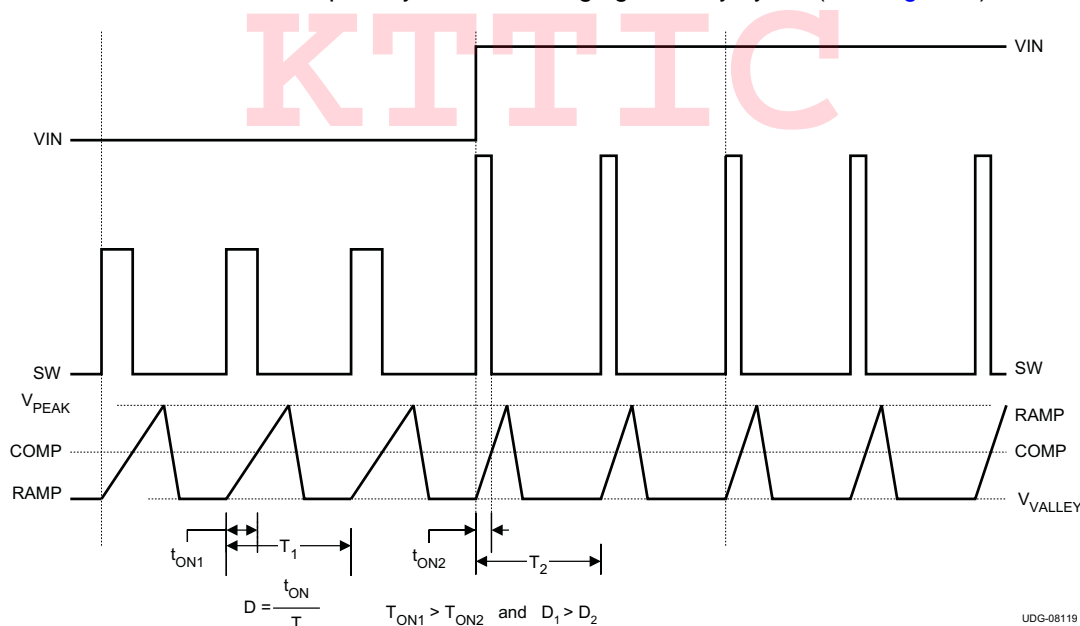 KTTIC
VIN
VIN
SW
SW
VPEAK
RAMP
COMP
COMP
RAMP
VVALLEY
tON1
T1
tON2
T2
D = tON
T
TON1 > TON2 and D1 > D2
UDG-08119